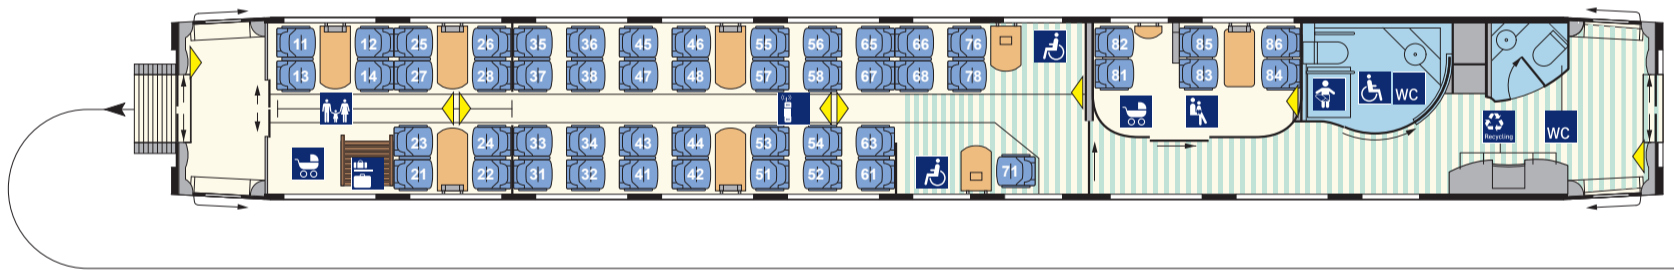 11 12 25 26 35 36 45 46 55 56 65 66 76 82 85 86
13 14 27 28 37 38 47 48 57 58 67 68 78 81 83 84
WC
Recycling
WC
23 24 33 34 43 44 53 54 63
21 22 31 32 41 42 51 52 61 71